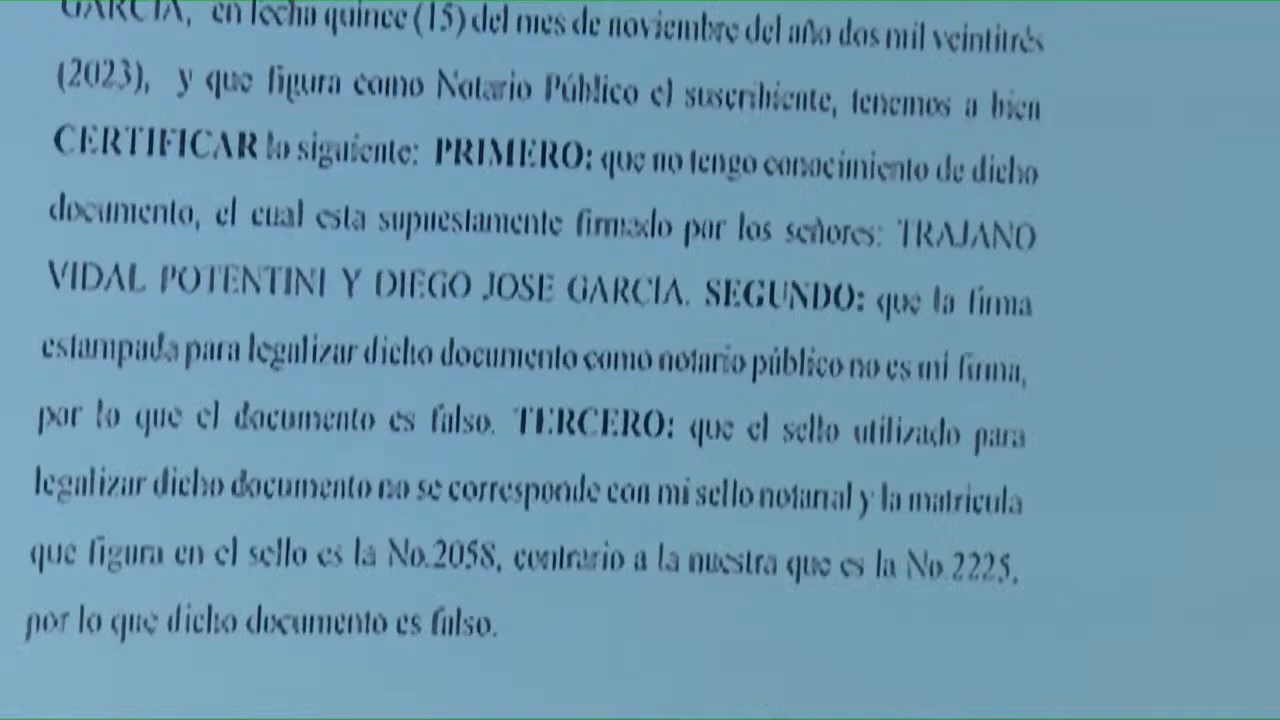 GARCIA, en fecha quince (15) del mes de noviembre del año dos mil veintitrés
(2023), y que figura como Notario Público el suscribiente, tenemos a bien
CERTIFICAR lo siguiente: PRIMERO: que no tengo conocimiento de dicho
documento, el cual esta supuestamente firmado por los señores: TRAJANO
VIDAL POTENTINI Y DIEGO JOSE GARCIA. SEGUNDO: que la firma
estampada para legalizar dicho documento como notario público no es mi firma,
por lo que el documento es falso. TERCERO: que el sello utilizado para
legalizar dicho documento no se corresponde con mi sello notarial y la matricula
que figura en el sello es la No.2058, contrario a la nuestra que es la No.2225,
por lo que dicho documento es falso.